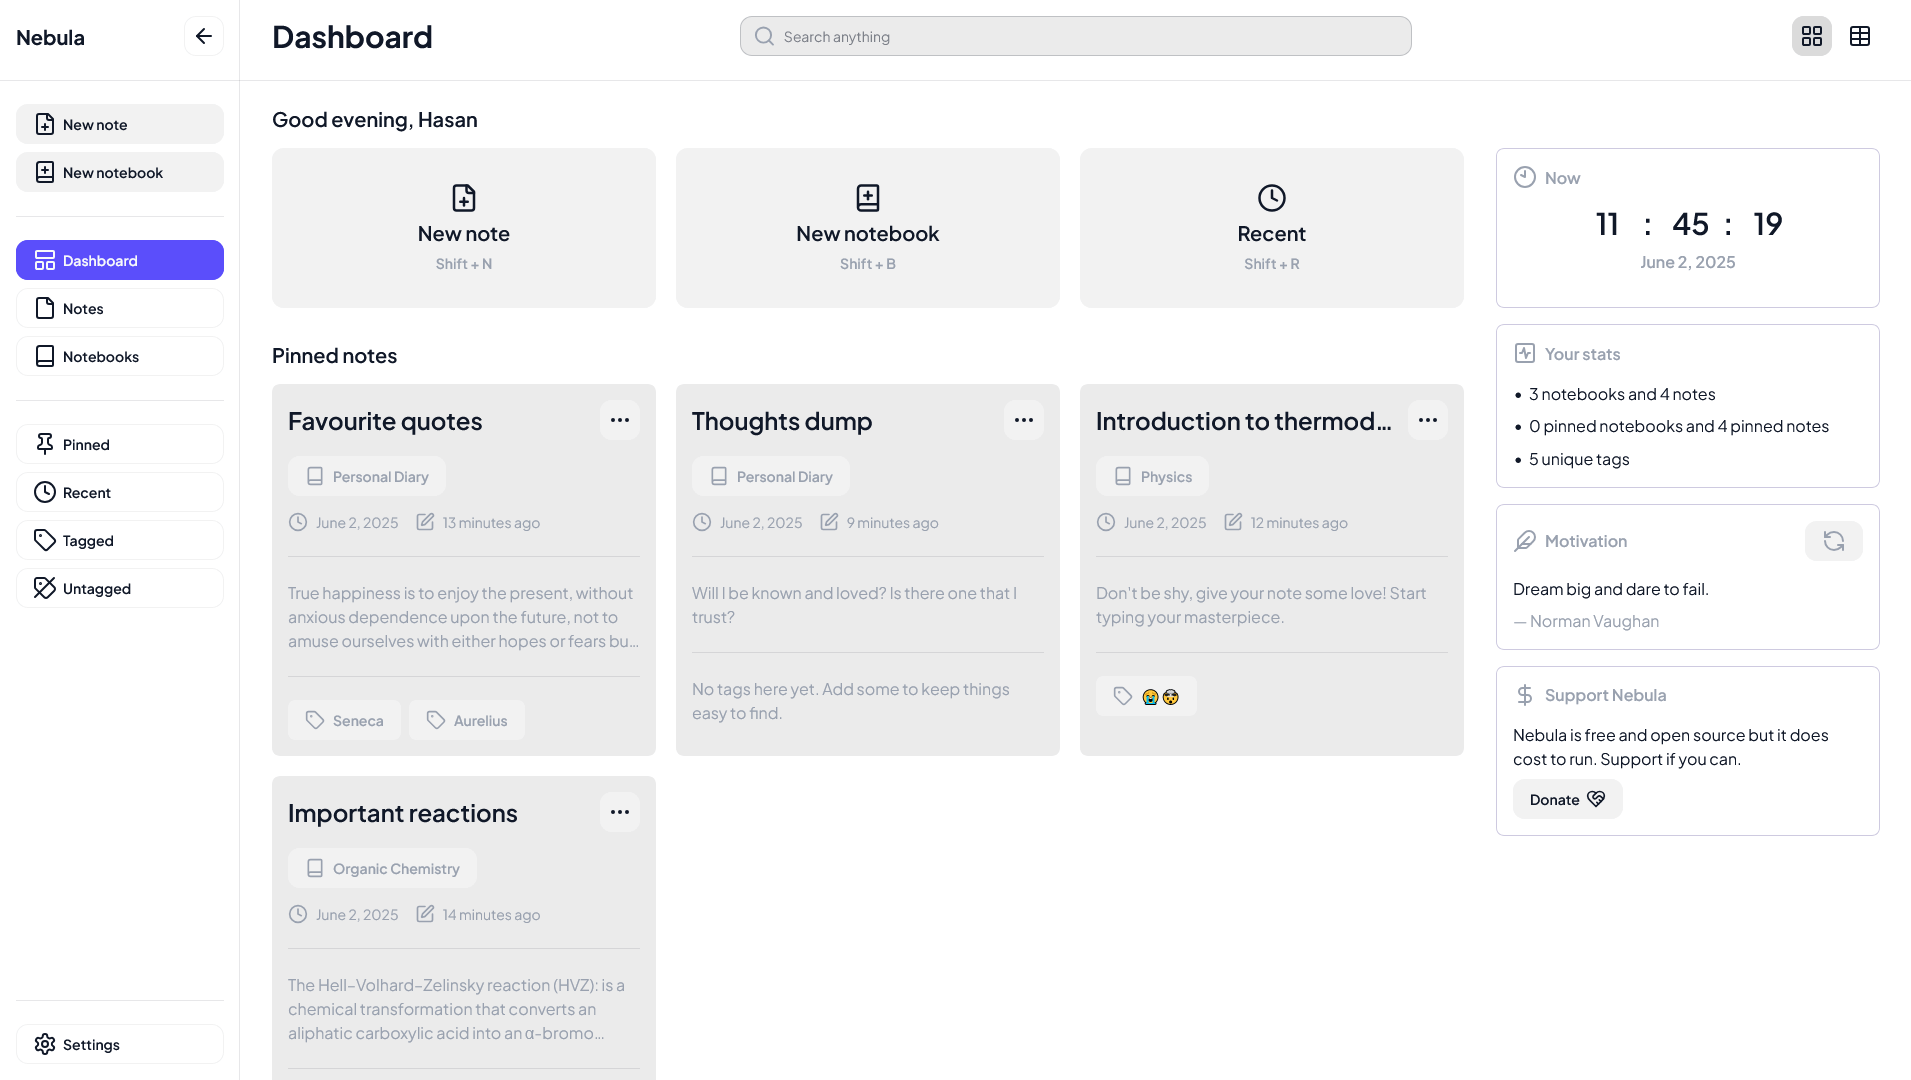 Nebula
Dashboard
Search anything
New note
New notebook
Dashboard
Notes
Notebooks
Pinned
Recent
Tagged
Untagged
Settings
Good evening, Hasan
New note
Shift + N
New notebook
Shift + B
Recent
Shift + R
Pinned notes
Favourite quotes
Personal Diary
June 2, 2025 13 minutes ago
True happiness is to enjoy the present, without
anxious dependence upon the future, not to
amuse ourselves with either hopes or fears bu...
Seneca Aurelius
Thoughts dump
Personal Diary
June 2, 2025 9 minutes ago
Will I be known and loved? Is there one that I
trust?
No tags here yet. Add some to keep things
easy to find.
Introduction to thermod...
Physics
June 2, 2025 12 minutes ago
Don't be shy, give your note some love! Start
typing your masterpiece.
😭🤯
Important reactions
Organic Chemistry
June 2, 2025 14 minutes ago
The Hell–Volhard–Zelinsky reaction (HVZ): is a
chemical transformation that converts an
aliphatic carboxylic acid into an α-bromo...
Now
11 : 45 : 19
June 2, 2025
Your stats
• 3 notebooks and 4 notes
• 0 pinned notebooks and 4 pinned notes
• 5 unique tags
Motivation
Dream big and dare to fail.
— Norman Vaughan
Support Nebula
Nebula is free and open source but it does
cost to run. Support if you can.
Donate